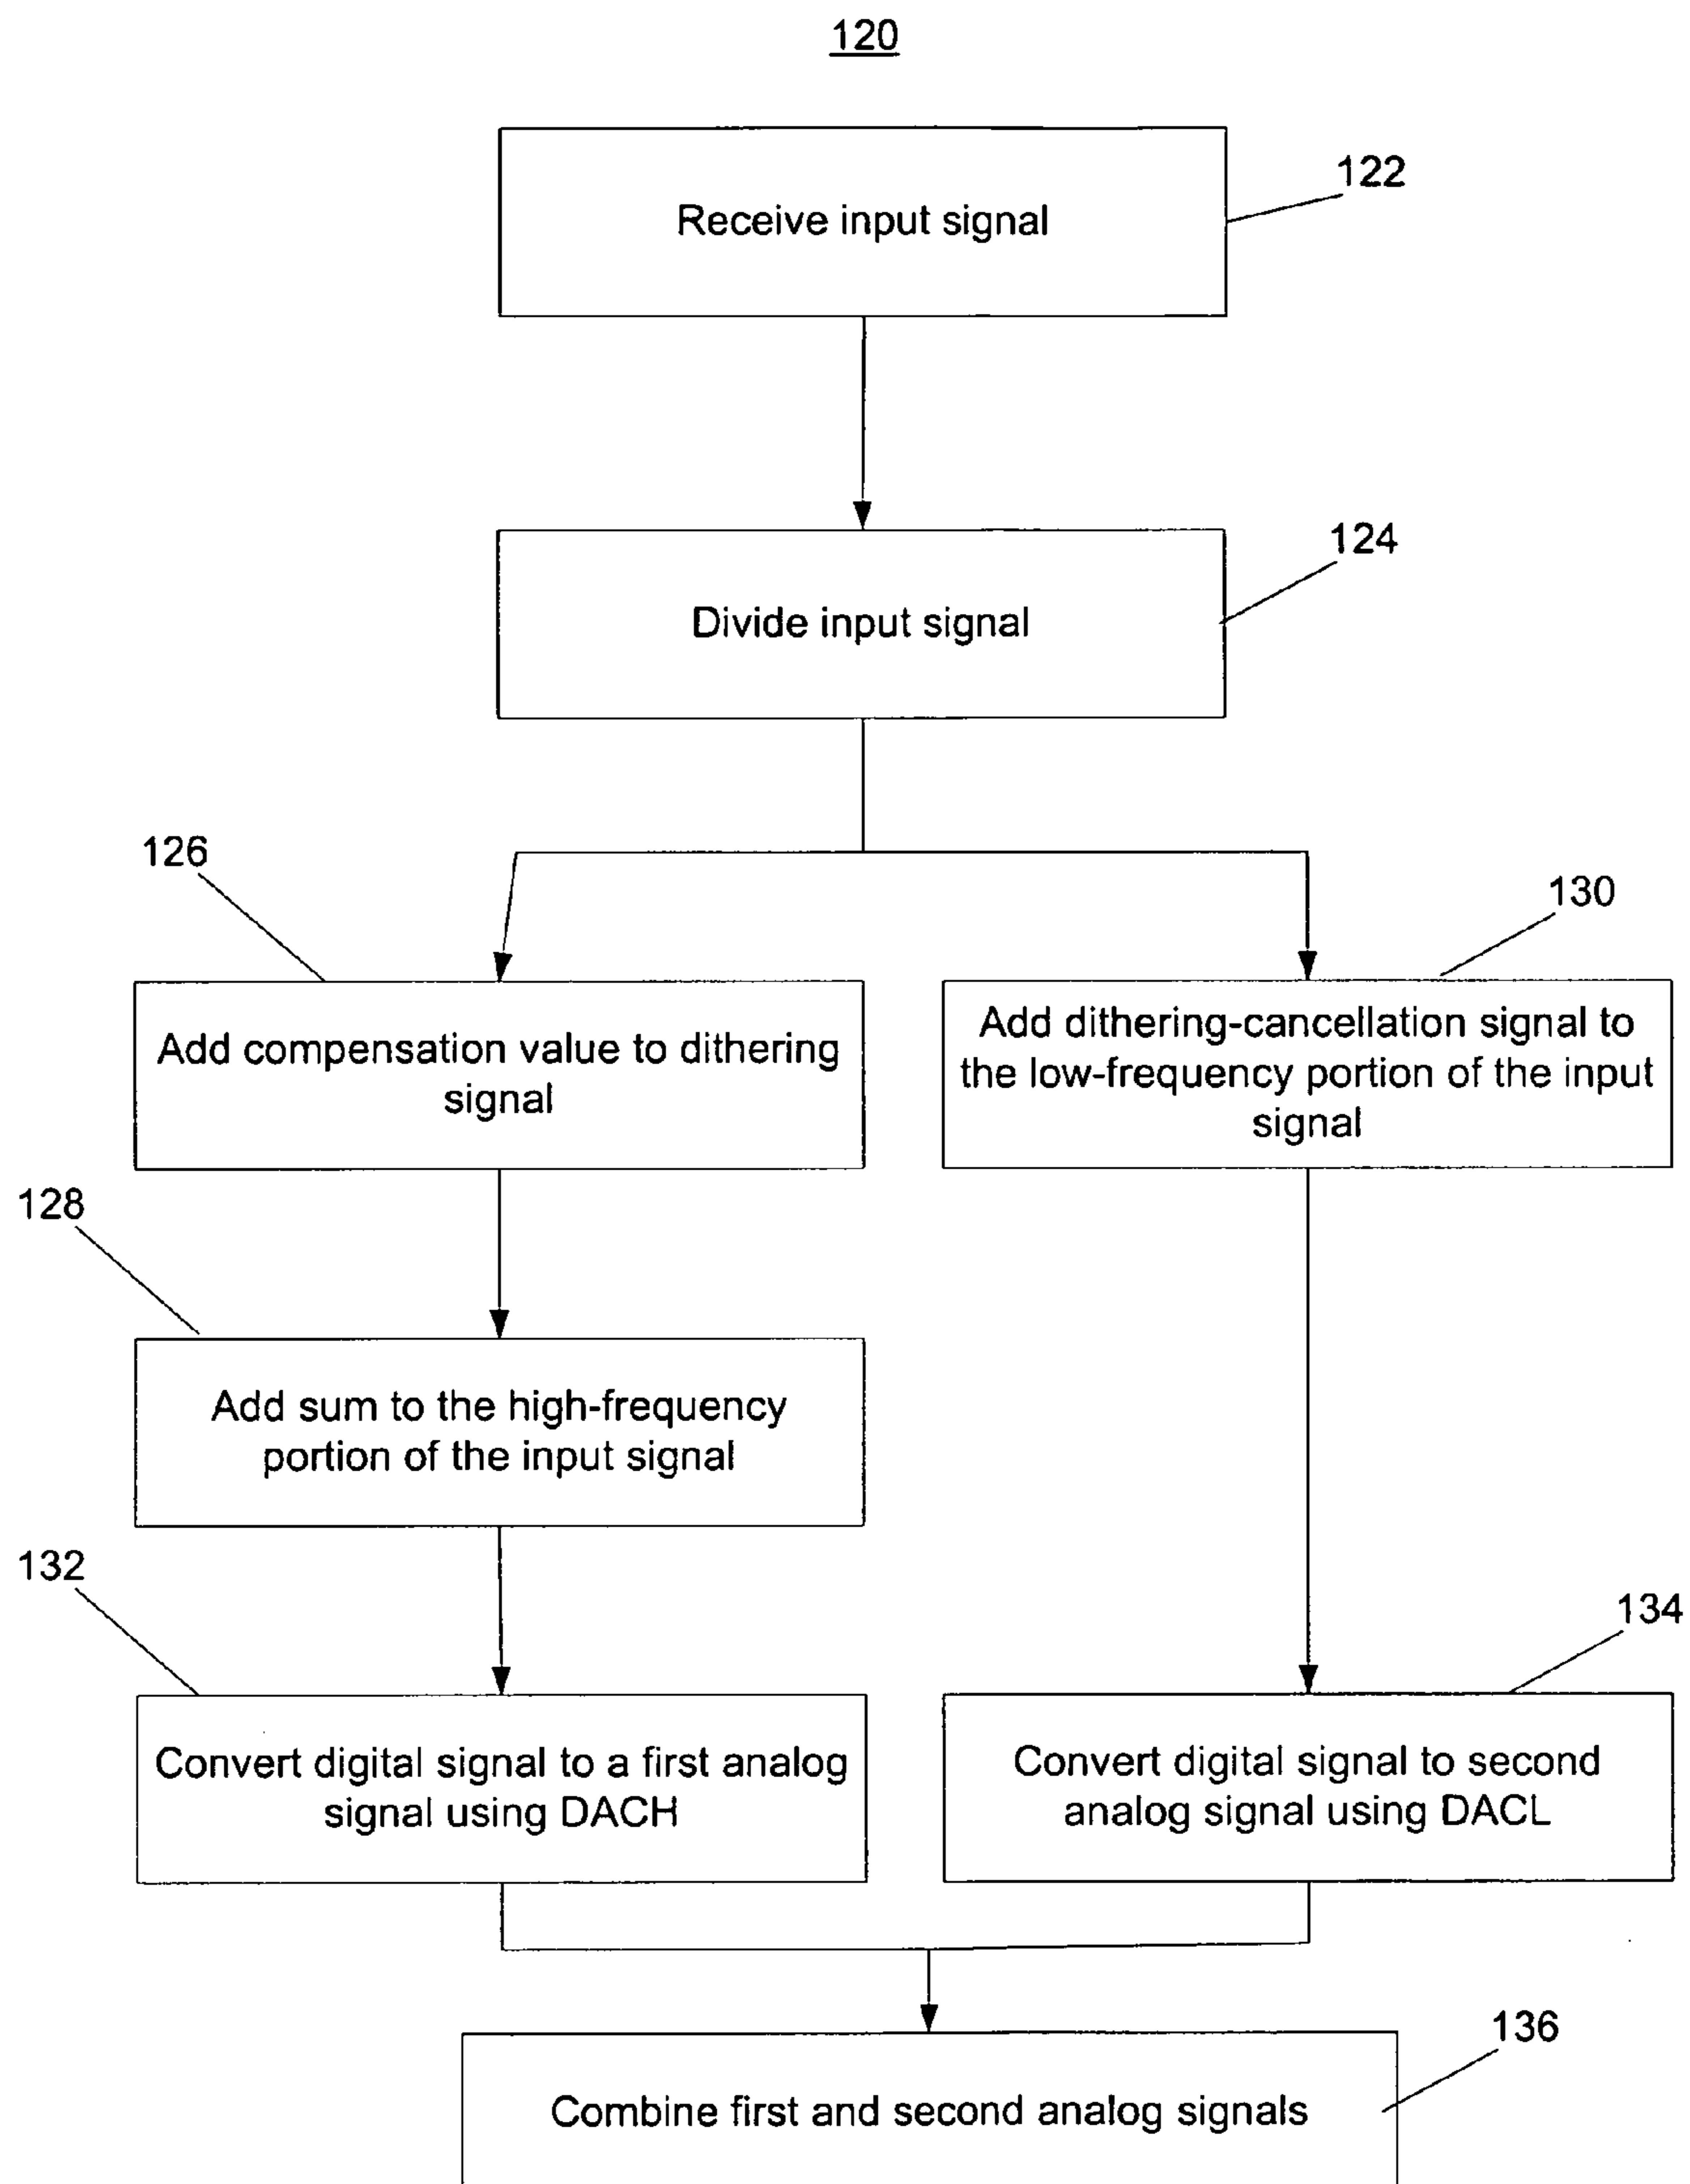 120
Receive input signal
122
Divide input signal
124
126
130
Add compensation value to dithering
signal
Add dithering-cancellation signal to
the low-frequency portion of the input
signal
128
Add sum to the high-frequency
portion of the input signal
132
134
Convert digital signal to a first analog
signal using DACH
Convert digital signal to second
analog signal using DACL
136
Combine first and second analog signals